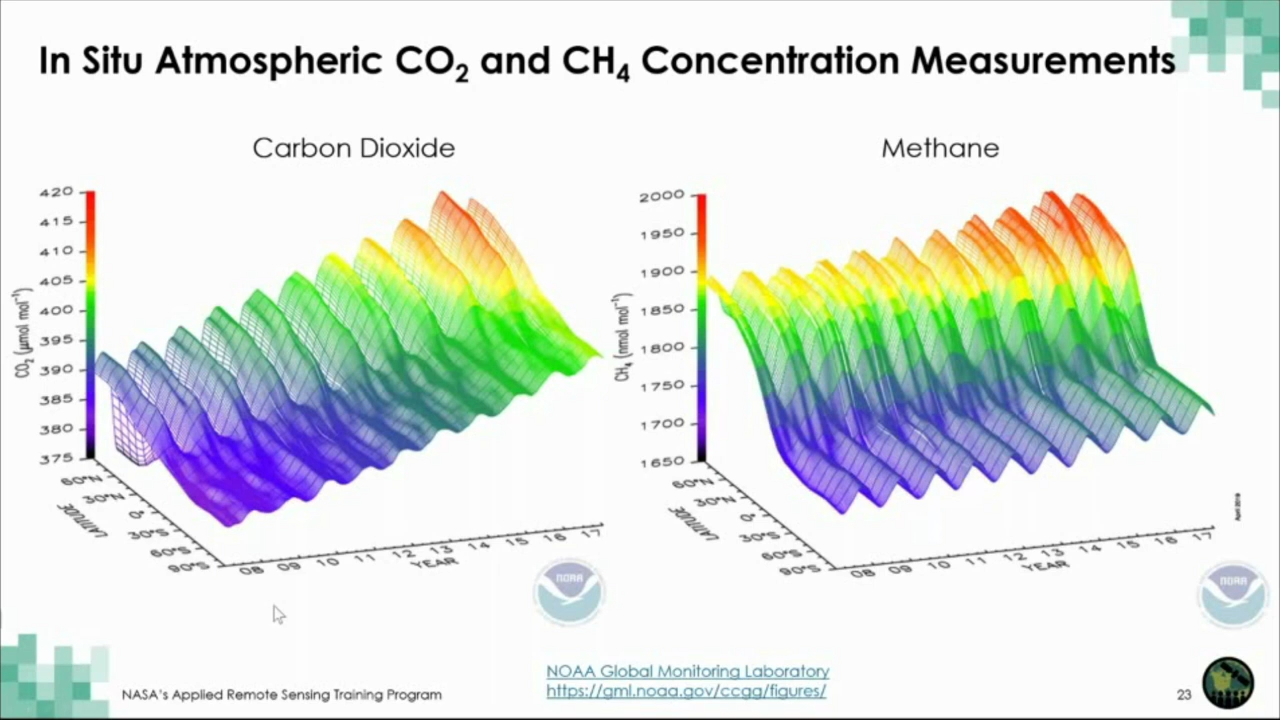 In Situ Atmospheric CO₂ and CH₄ Concentration Measurements
Carbon Dioxide
420
415
410
405
400
395
390
385
380
375
CO₂ (μmol mol⁻¹)
60°N
30°N
0°
30°S
60°S
90°S
LATITUDE
08 09 10 11 12 13 14 15 16 17
YEAR
NOAA
Methane
2000
1950
1900
1850
1800
1750
1700
1650
CH₄ (nmol mol⁻¹)
60°N
30°N
0°
30°S
60°S
90°S
LATITUDE
08 09 10 11 12 13 14 15 16 17
YEAR
April 2019
NOAA
NOAA Global Monitoring Laboratory
https://gml.noaa.gov/ccgg/figures/
NASA's Applied Remote Sensing Training Program
23